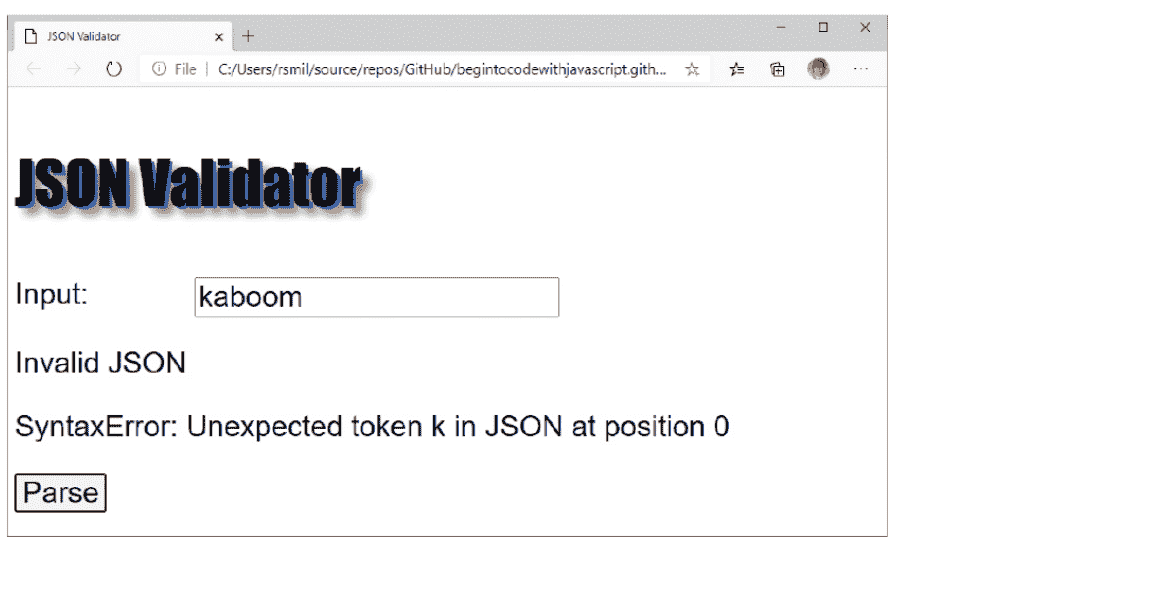 JSON Validator
File | C:/Users/rsmil/source/repos/GitHub/begintocodewithjavascript.gith...
JSON Validator
Input: kaboom
Invalid JSON
SyntaxError: Unexpected token k in JSON at position 0
Parse